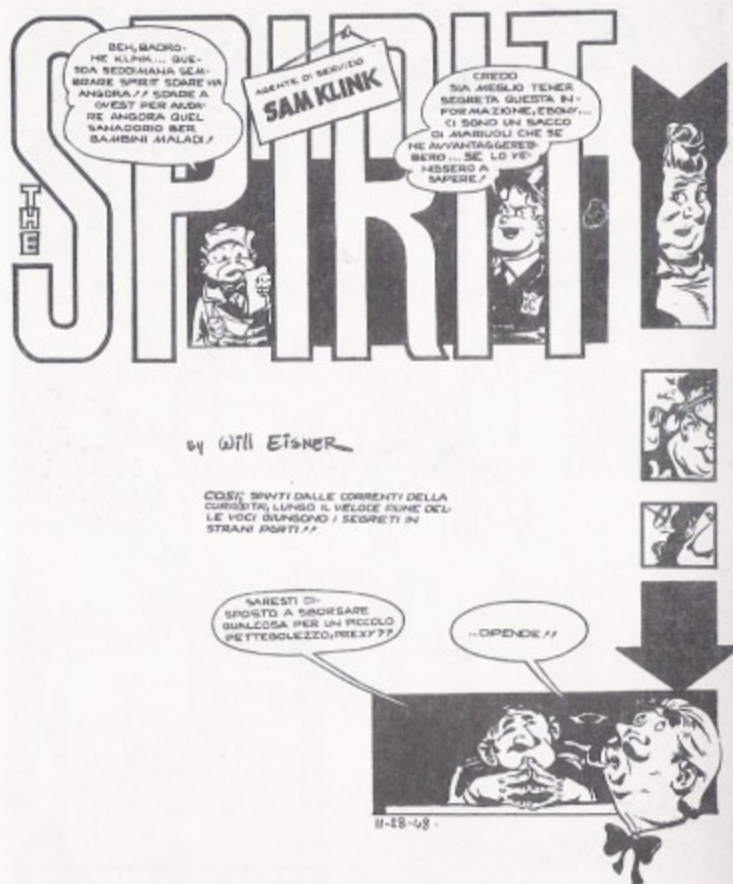 THE
SPIRIT
BEH, BADRO-
NE KLINK... QUE-
SDA SEDDIMANA SEM-
BRARE SPIRIT SDARE VIA
ANGORA!! SDARE A
OVEST PER AIUDA-
RE ANGORA QUEL
SANADORIO BER
BAMBINI MALADI!
AGENTE DI SERVIZIO
SAM KLINK
CREDO
SIA MEGLIO TENER
SEGRETA QUESTA IN-
FORMAZIONE, EBONY...
CI SONO UN SACCO
DI MARIUOLI CHE SE
NE AVVANTAGGEREB-
BERO... SE LO VE-
NISSERO A
SAPERE!
By Will Eisner
COSI', SPINTI DALLE CORRENTI DELLA
CURIOSITA', LUNGO IL VELOCE FIUME DEL-
LE VOCI GIUNGONO I SEGRETI IN
STRANI PORTI!!
SARESTI DI-
SPOSTO A SBORSARE
QUALCOSA PER UN PICCOLO
PETTEGOLEZZO, PREXY??
...DIPENDE!!
11-28-48.